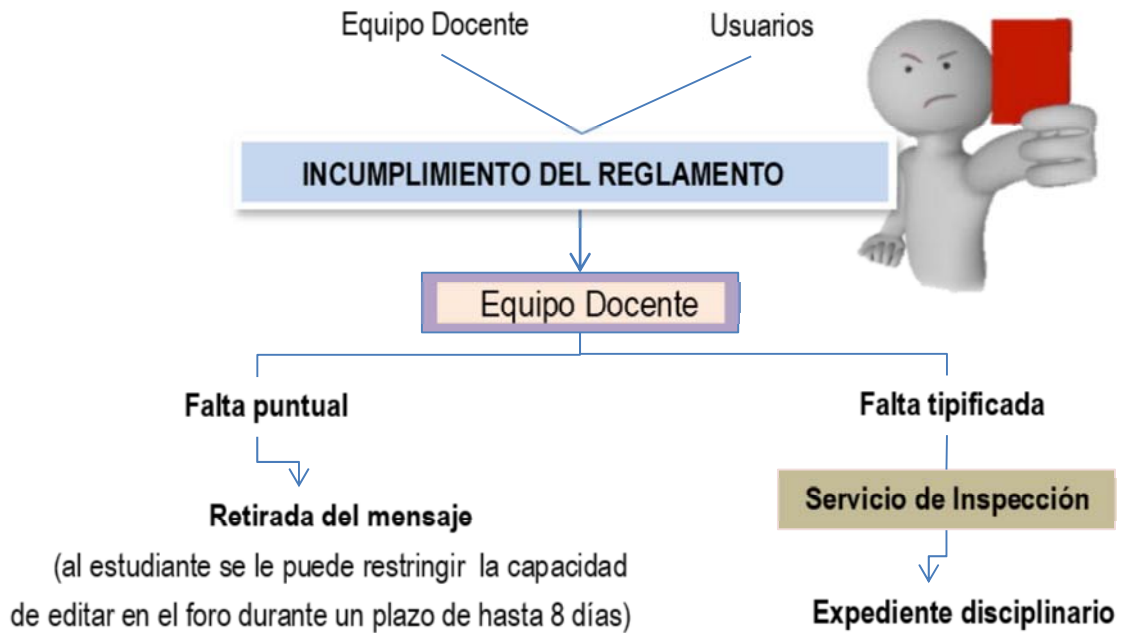 Equipo Docente
Usuarios
INCUMPLIMIENTO DEL REGLAMENTO
Equipo Docente
Falta puntual
Falta tipificada
Servicio de Inspección
Retirada del mensaje
(al estudiante se le puede restringir la capacidad
de editar en el foro durante un plazo de hasta 8 días)
Expediente disciplinario